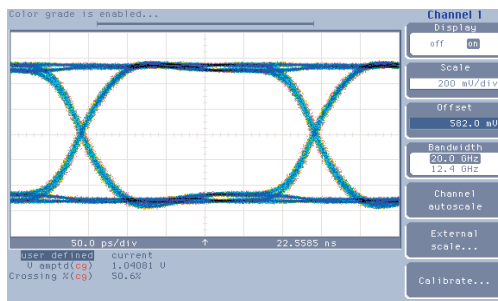 Color grade is enabled...
Channel 1
Display
off on
Scale
200 mV/div
Offset
582.0 mV
Bandwidth
20.0 GHz
12.4 GHz
Channel
autoscale
External
scale...
Calibrate...
50.0 ps/div ↑ 22.5585 ns
user defined current
V amptd(cg) 1.04081 V
Crossing %(cg) 50.6%